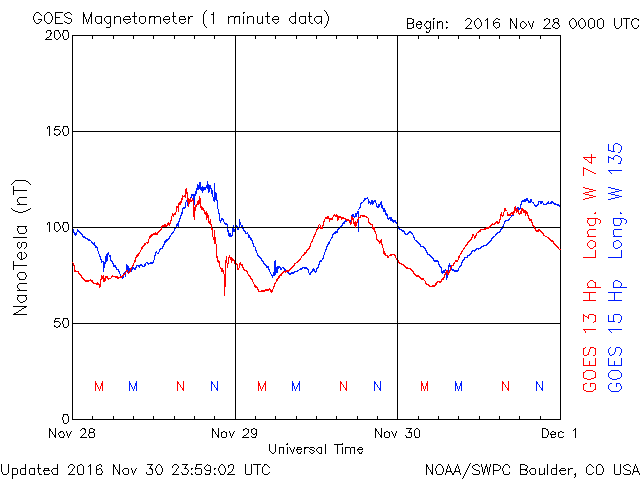 GOES Magnetometer (1 minute data)
Begin: 2016 Nov 28 0000 UTC
200
150
100
50
0
NanoTesla (nT)
M M N N M M N N M M N N
Nov 28 Nov 29 Nov 30 Dec 1
Universal Time
GOES 13 Hp Long. W 74
GOES 15 Hp Long. W 135
Updated 2016 Nov 30 23:59:02 UTC
NOAA/SWPC Boulder, CO USA